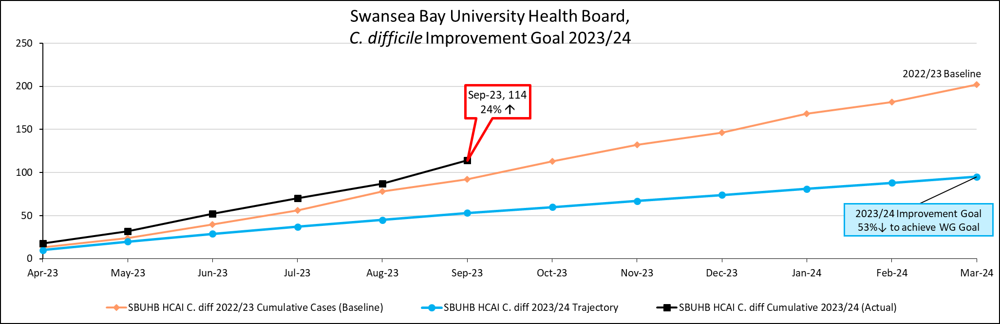 Swansea Bay University Health Board,
C. difficile Improvement Goal 2023/24
250
200
150
100
50
0
2022/23 Baseline
Sep-23, 114
24% ↑
2023/24 Improvement Goal
53%↓ to achieve WG Goal
Apr-23 May-23 Jun-23 Jul-23 Aug-23 Sep-23 Oct-23 Nov-23 Dec-23 Jan-24 Feb-24 Mar-24
SBUHB HCAI C. diff 2022/23 Cumulative Cases (Baseline) SBUHB HCAI C. diff 2023/24 Trajectory SBUHB HCAI C. diff Cumulative 2023/24 (Actual)